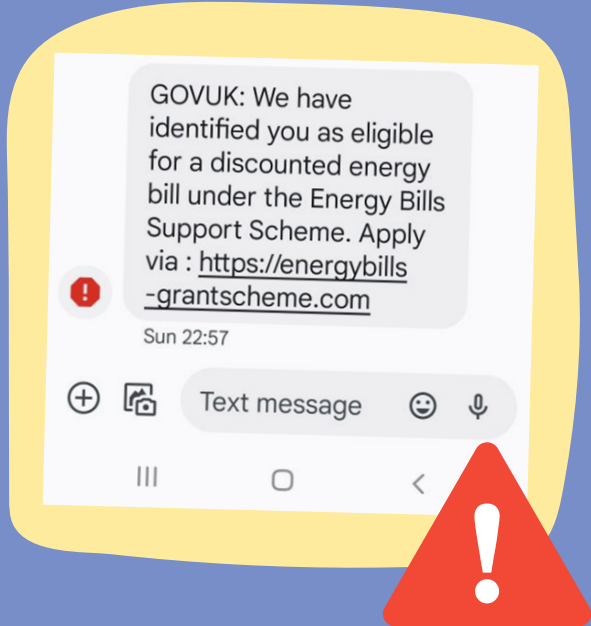 GOVUK: We have
identified you as eligible
for a discounted energy
bill under the Energy Bills
Support Scheme. Apply
via : https://energybills
-grantscheme.com
Sun 22:57
Text message